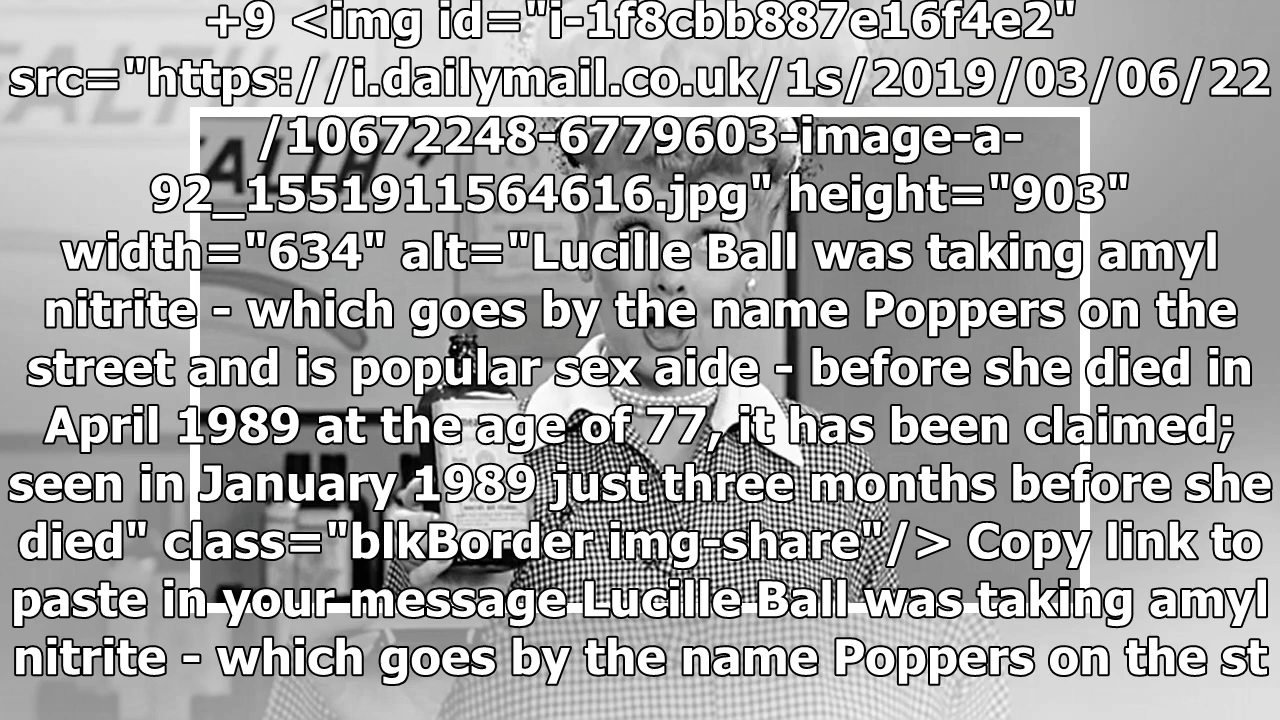 +9 <img id="i-1f8cbb887e16f4e2"
src="https://i.dailymail.co.uk/1s/2019/03/06/22
/10672248-6779603-image-a-
92_1551911564616.jpg" height="903"
width="634" alt="Lucille Ball was taking amyl
nitrite - which goes by the name Poppers on the
street and is popular sex aide - before she died in
April 1989 at the age of 77, it has been claimed;
seen in January 1989 just three months before she
died" class="blkBorder img-share"/> Copy link to
paste in your message Lucille Ball was taking amyl
nitrite - which goes by the name Poppers on the st